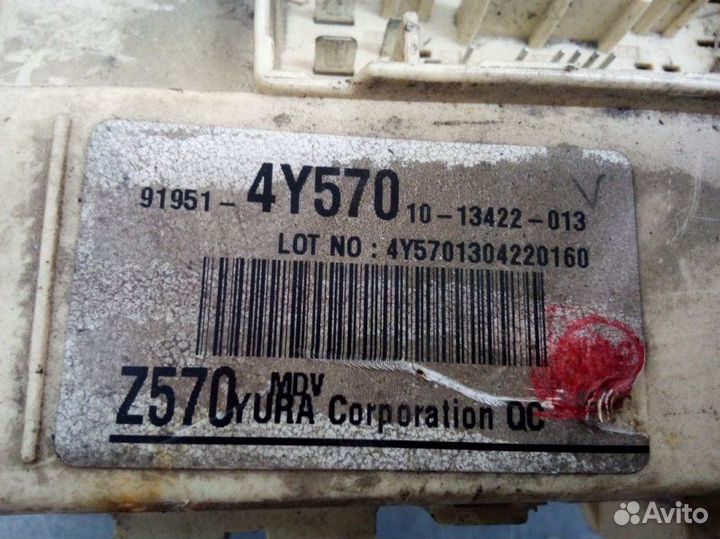 91951- 4Y570 10-13422-013
LOT NO : 4Y5701304220160
MDV
Z570 YURA Corporation QC
Avito